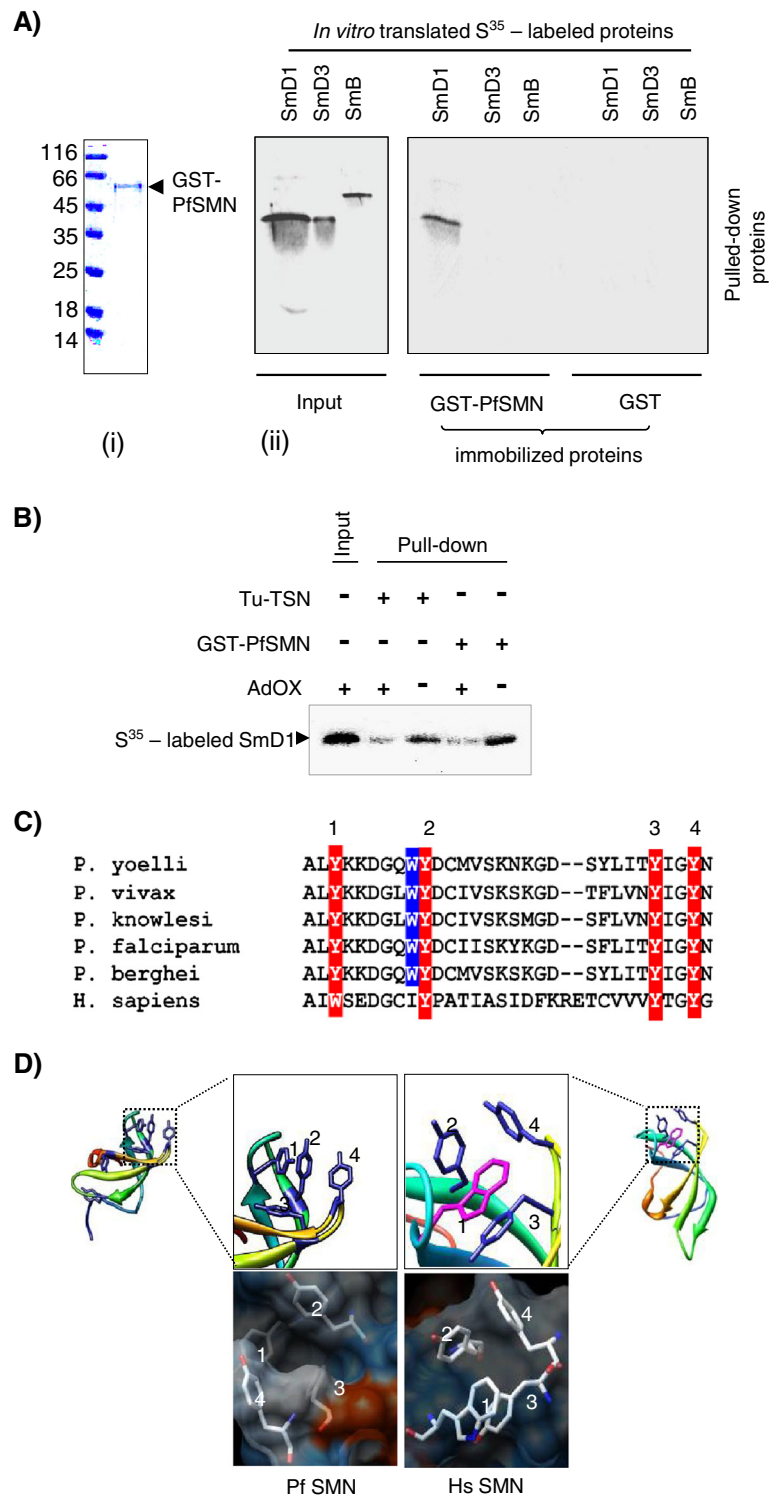 A)
In vitro translated S35 – labeled proteins
SmD1 SmD3 SmB SmD1 SmD3 SmB SmD1 SmD3 SmB
116
66
45
35
25
18
14
GST-
PfSMN
Pulled-down
proteins
Input GST-PfSMN GST
(i) (ii) immobilized proteins
B)
Input Pull-down
Tu-TSN - + + - -
GST-PfSMN - - - + +
AdOX + + - + -
S35 – labeled SmD1
C)
1 2 3 4
P. yoelli ALYKKDGQWYDCMVSKNKGD--SYLITYIGYN
P. vivax ALYKKDGLWYDCIVSKSKGD--TFLVNYIGYN
P. knowlesi ALYKKDGLWYDCIVSKSMGD--SFLVNYIGYN
P. falciparum ALYKKDGQWYDCIISKYKGD--SFLITYIGYN
P. berghei ALYKKDGQWYDCMVSKSKGD--SYLITYIGYN
H. sapiens AIWSEDGCIYPATIASIDFKRETCVVVYTGYG
D)
1 2 3 4
2 4 1 3
2 1 3 4
4 2 1 3
Pf SMN Hs SMN